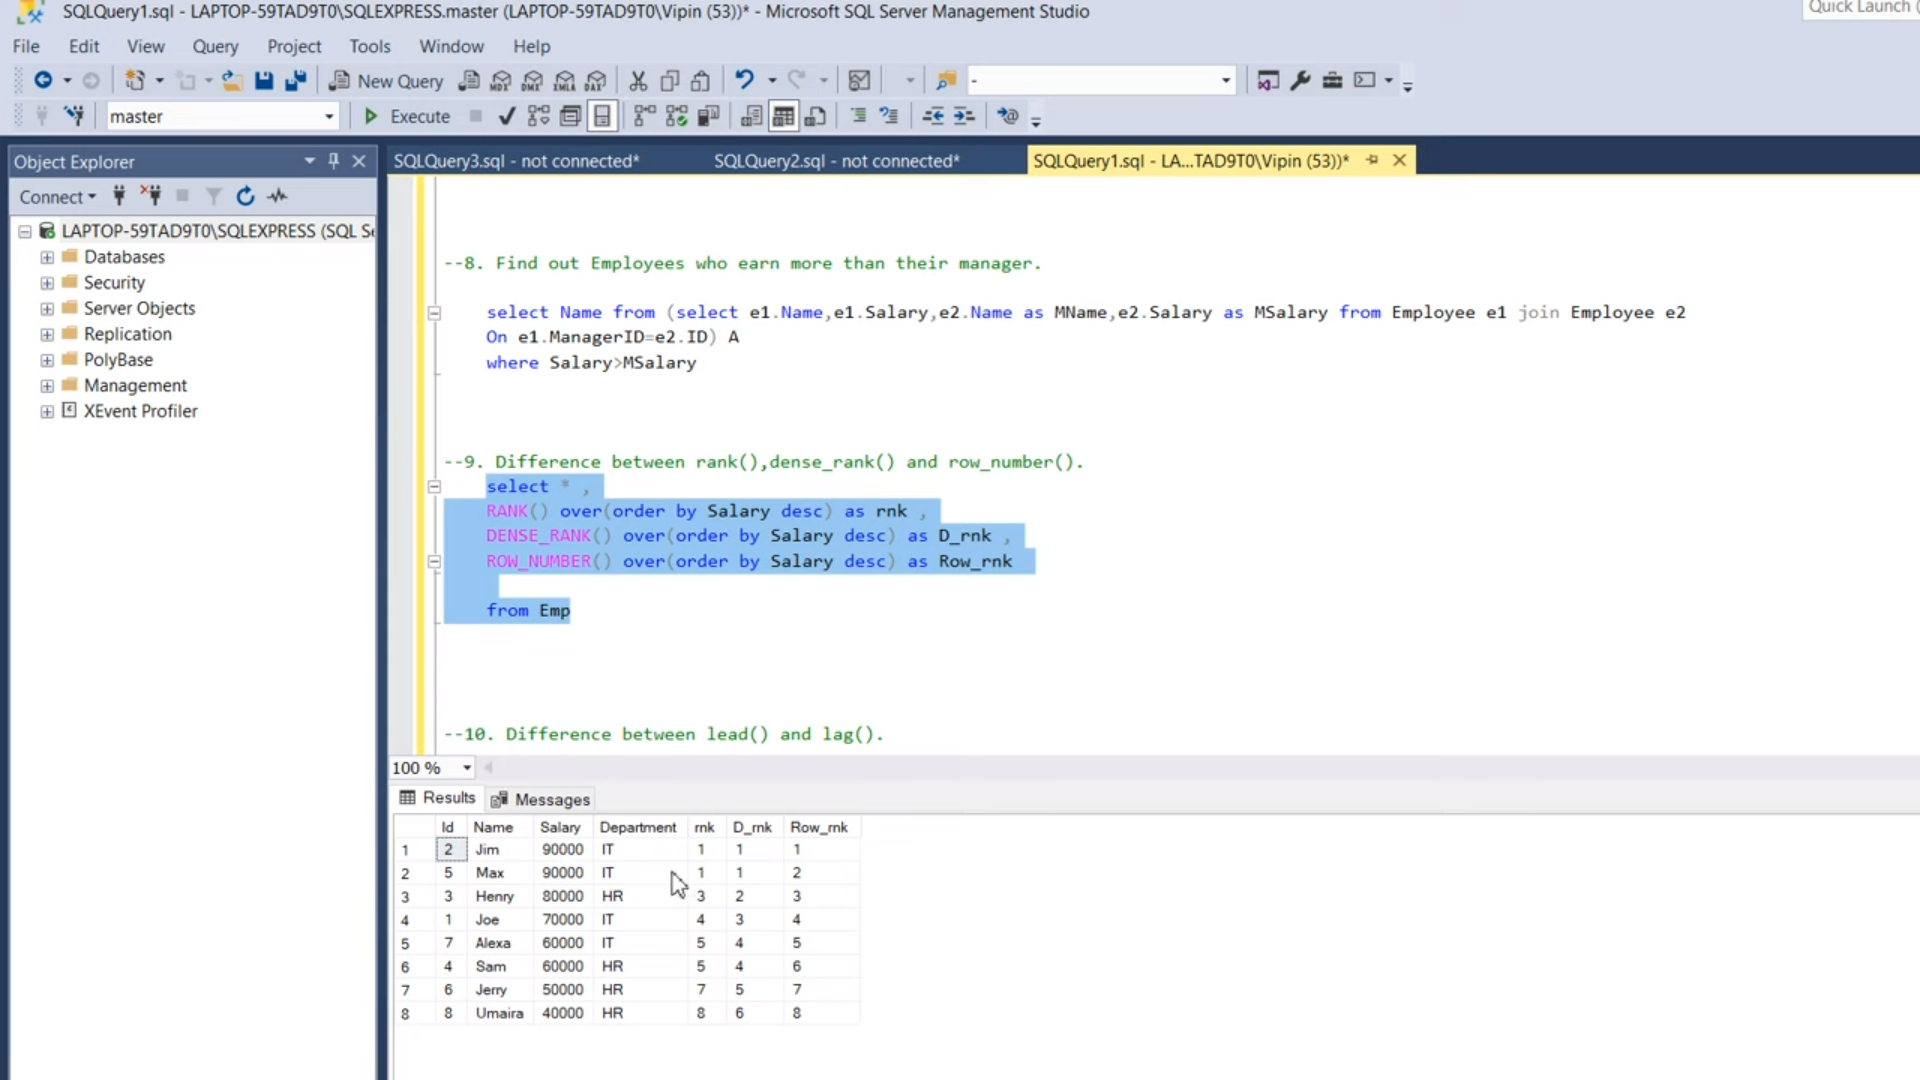 SQLQuery1.sql - LAPTOP-59TAD9T0\SQLEXPRESS.master (LAPTOP-59TAD9T0\Vipin (53))* - Microsoft SQL Server Management Studio
Quick Launch (
File Edit View Query Project Tools Window Help
New Query MDX DMX XMLA DAX -
master Execute
Object Explorer
SQLQuery3.sql - not connected* SQLQuery2.sql - not connected* SQLQuery1.sql - LA...TAD9T0\Vipin (53))*
Connect
LAPTOP-59TAD9T0\SQLEXPRESS (SQL Se
Databases
Security
Server Objects
Replication
PolyBase
Management
XEvent Profiler
--8. Find out Employees who earn more than their manager.
select Name from (select e1.Name,e1.Salary,e2.Name as MName,e2.Salary as MSalary from Employee e1 join Employee e2
On e1.ManagerID=e2.ID) A
where Salary>MSalary
--9. Difference between rank(),dense_rank() and row_number().
select * ,
RANK() over(order by Salary desc) as rnk ,
DENSE_RANK() over(order by Salary desc) as D_rnk ,
ROW_NUMBER() over(order by Salary desc) as Row_rnk
from Emp
--10. Difference between lead() and lag().
100 %
Results Messages
Id Name Salary Department rnk D_rnk Row_rnk
1 2 Jim 90000 IT 1 1 1
2 5 Max 90000 IT 1 1 2
3 3 Henry 80000 HR 3 2 3
4 1 Joe 70000 IT 4 3 4
5 7 Alexa 60000 IT 5 4 5
6 4 Sam 60000 HR 5 4 6
7 6 Jerry 50000 HR 7 5 7
8 8 Umaira 40000 HR 8 6 8